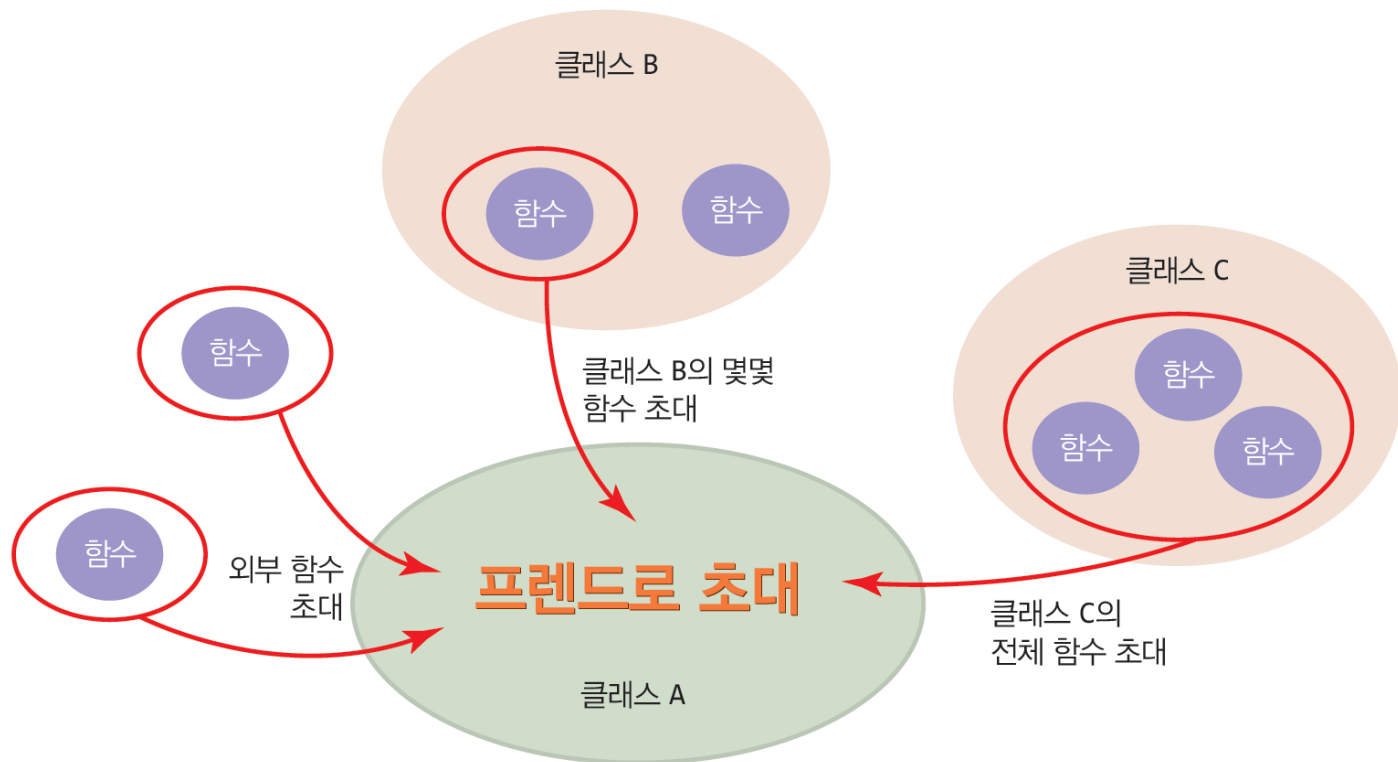 클래스 B
함수
함수
클래스 C
함수
함수
함수
함수
클래스 B의 몇몇
함수 초대
함수
외부 함수
초대
프렌드로 초대
클래스 C의
전체 함수 초대
클래스 A